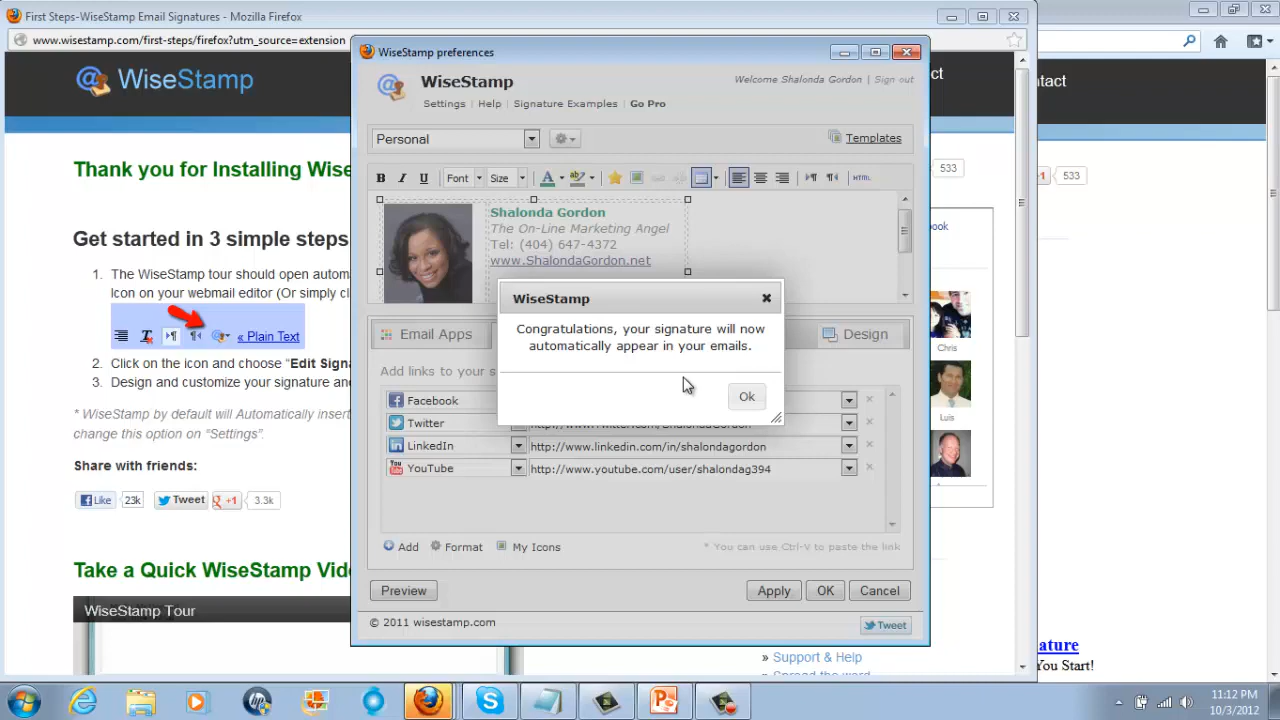 First Steps-WiseStamp Email Signatures - Mozilla Firefox
www.wisestamp.com/first-steps/firefox?utm_source=extension
WiseStamp
Thank you for Installing Wise
Get started in 3 simple steps
1. The WiseStamp tour should open autom
Icon on your webmail editor (Or simply cl
« Plain Text
2. Click on the icon and choose "Edit Signa
3. Design and customize your signature an
* WiseStamp by default will Automatically insert
change this option on "Settings".
Share with friends:
Like 23k Tweet +1 3.3k
Take a Quick WiseStamp Vid
WiseStamp Tour
WiseStamp preferences
WiseStamp
Welcome Shalonda Gordon | Sign out
Settings | Help | Signature Examples | Go Pro
Personal
Templates
B I U Font Size A HTML
Shalonda Gordon
The On-Line Marketing Angel
Tel: (404) 647-4372
www.ShalondaGordon.net
Email Apps
Design
Add links to your s
WiseStamp
Congratulations, your signature will now
automatically appear in your emails.
Ok
Facebook
Twitter
LinkedIn http://www.linkedin.com/in/shalondagordon
YouTube http://www.youtube.com/user/shalondag394
Add Format My Icons
* You can use Ctrl-V to paste the link
Preview Apply OK Cancel
© 2011 wisestamp.com
Tweet
ct
ntact
533
+1 533
ook
Chris
Luis
» Support & Help
ature
You Start!
11:12 PM
10/3/2012